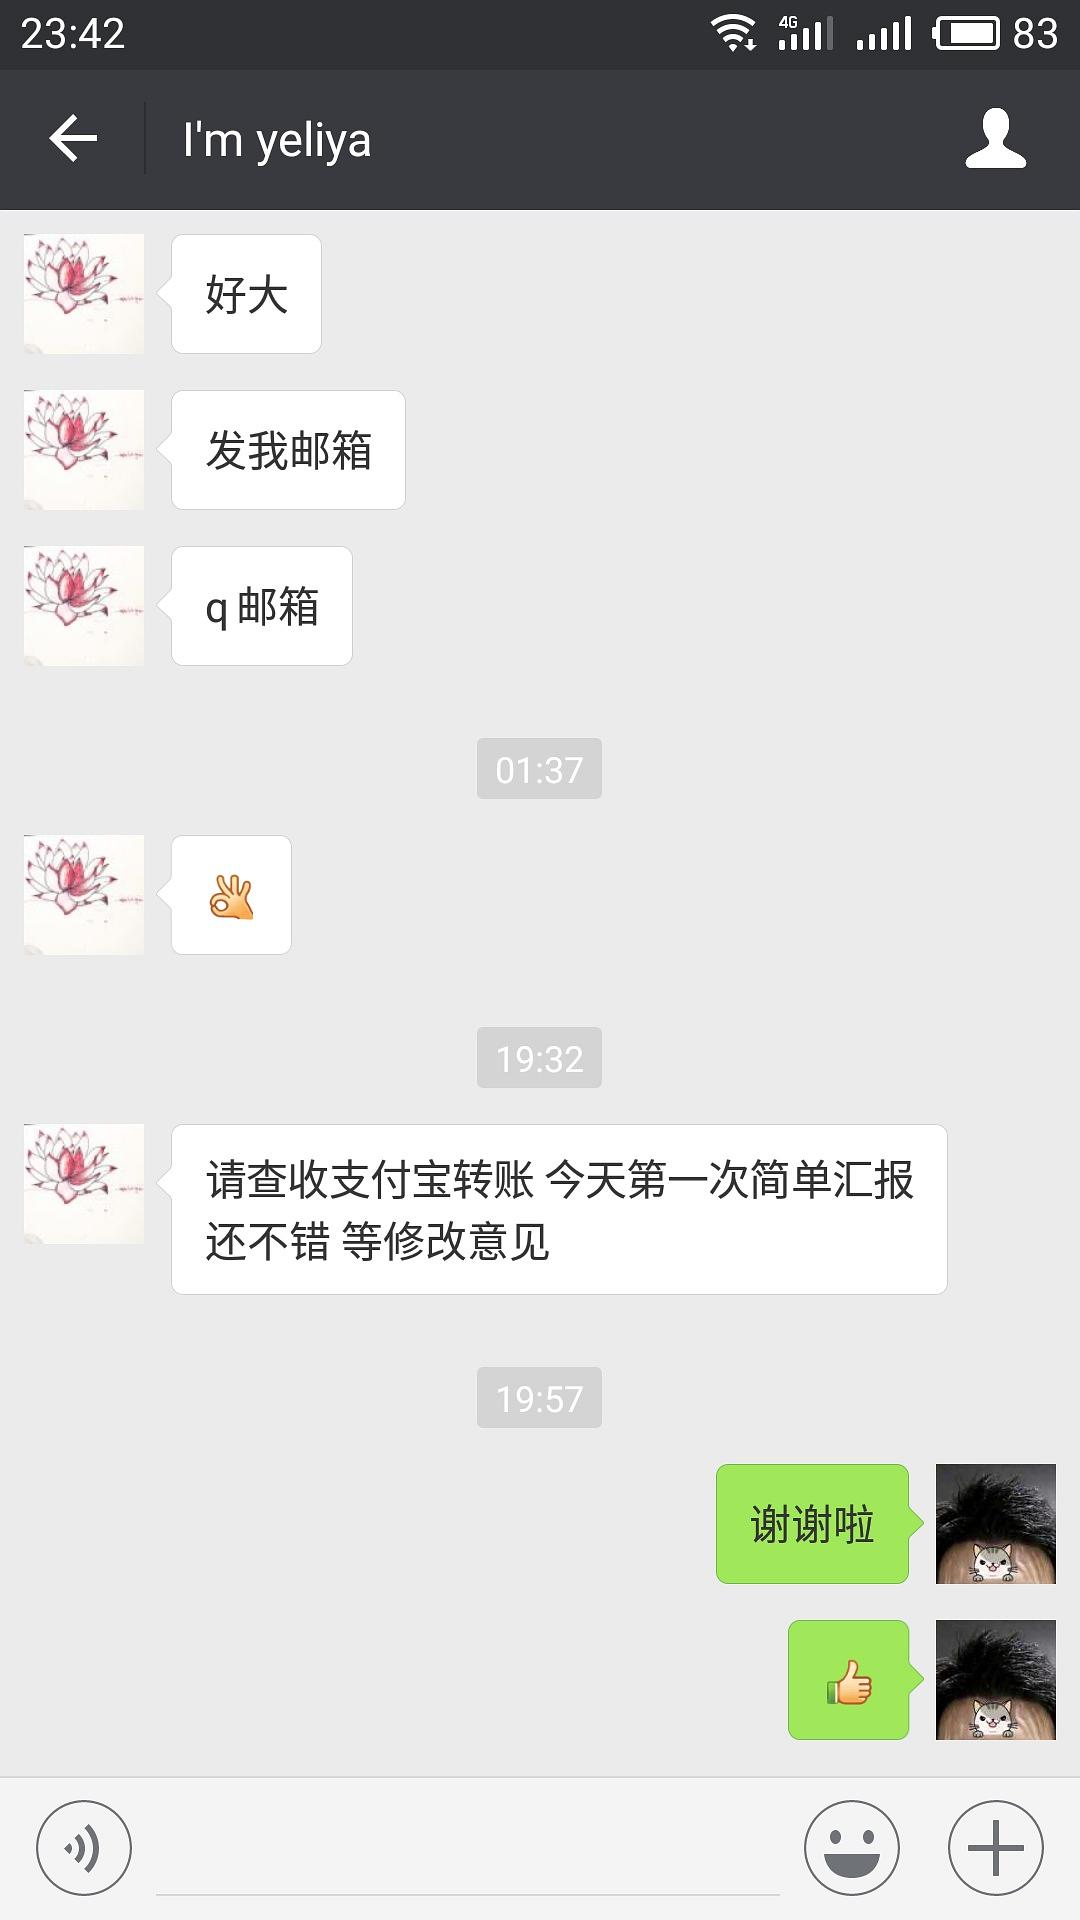 23:42
4G
83
I'm yeliya
好大
发我邮箱
q邮箱
01:37
19:32
请查收支付宝转账 今天第一次简单汇报
还不错 等修改意见
19:57
谢谢啦